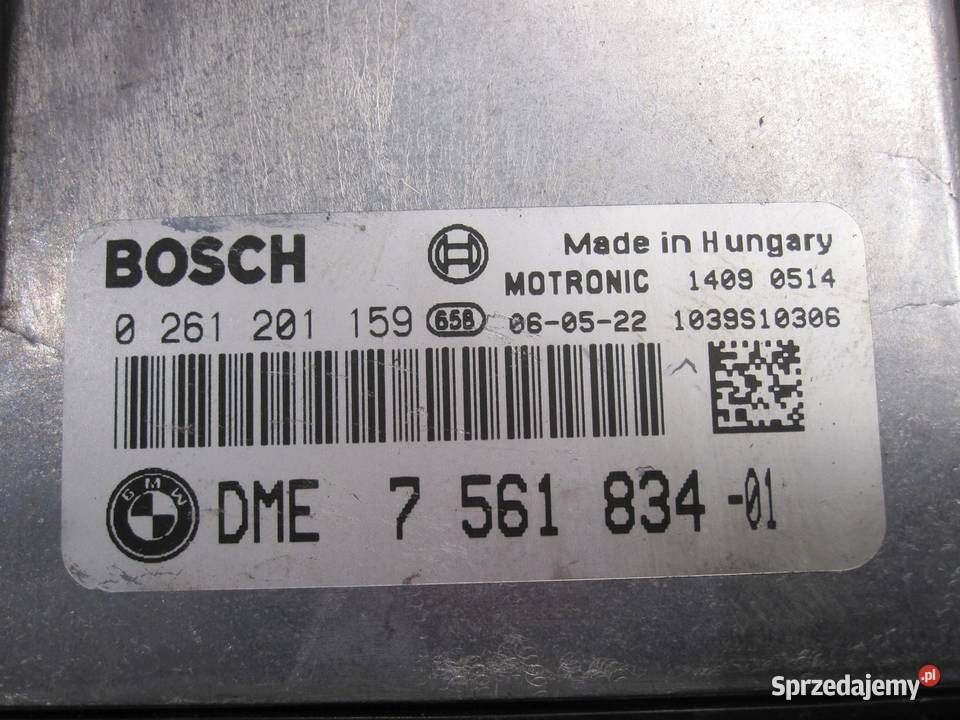 BOSCH
Made in Hungary
MOTRONIC 1409 0514
0 261 201 159 658 06-05-22 1039S10306
BMW DME 7 561 834-01
Sprzedajemy.pl